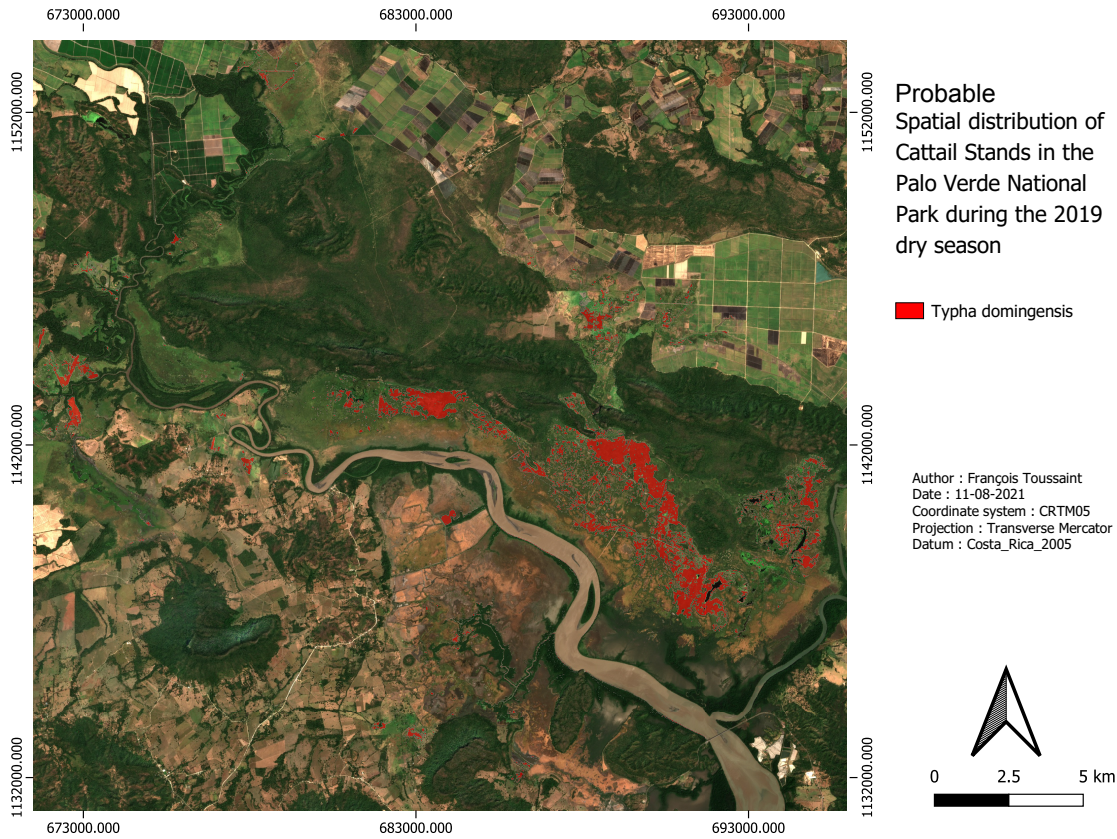 673000.000 683000.000 693000.000
1152000.000 1152000.000
1142000.000 1142000.000
1132000.000 1132000.000
673000.000 683000.000 693000.000
Probable
Spatial distribution of
Cattail Stands in the
Palo Verde National
Park during the 2019
dry season
Typha domingensis
Author : François Toussaint
Date : 11-08-2021
Coordinate system : CRTM05
Projection : Transverse Mercator
Datum : Costa_Rica_2005
0 2.5 5 km